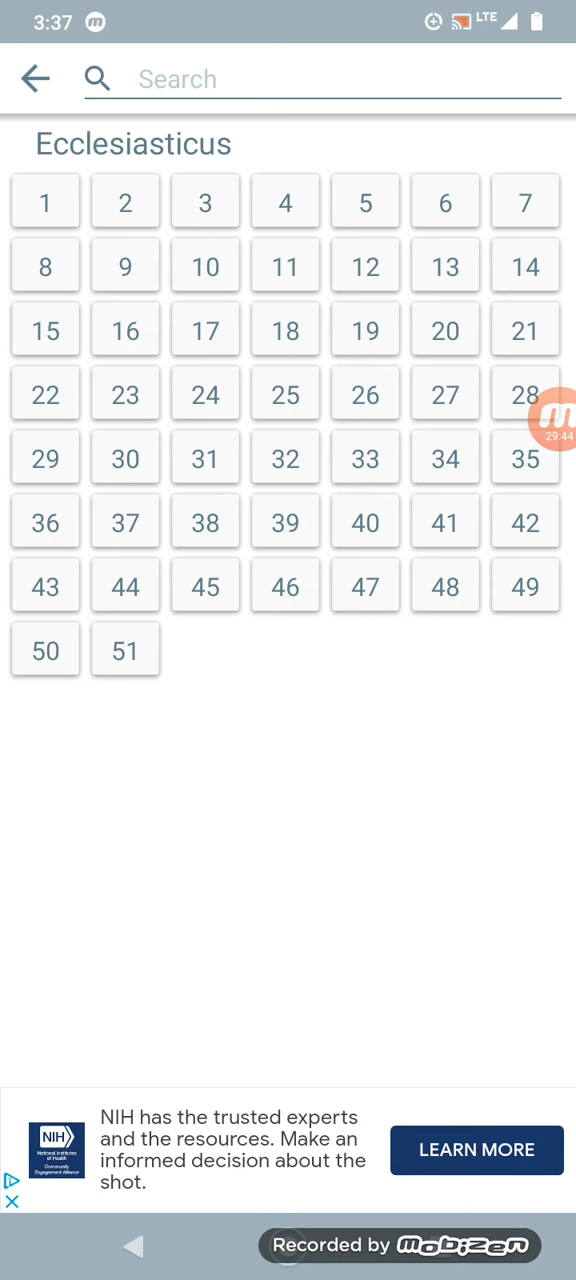 3:37 m LTE
Search
Ecclesiasticus
1 2 3 4 5 6 7
8 9 10 11 12 13 14
15 16 17 18 19 20 21
22 23 24 25 26 27 28
29:44
29 30 31 32 33 34 35
36 37 38 39 40 41 42
43 44 45 46 47 48 49
50 51
NIH has the trusted experts
and the resources. Make an
informed decision about the
shot.
NIH
National Institutes
of Health
Community
Engagement Alliance
LEARN MORE
Recorded by mobizen